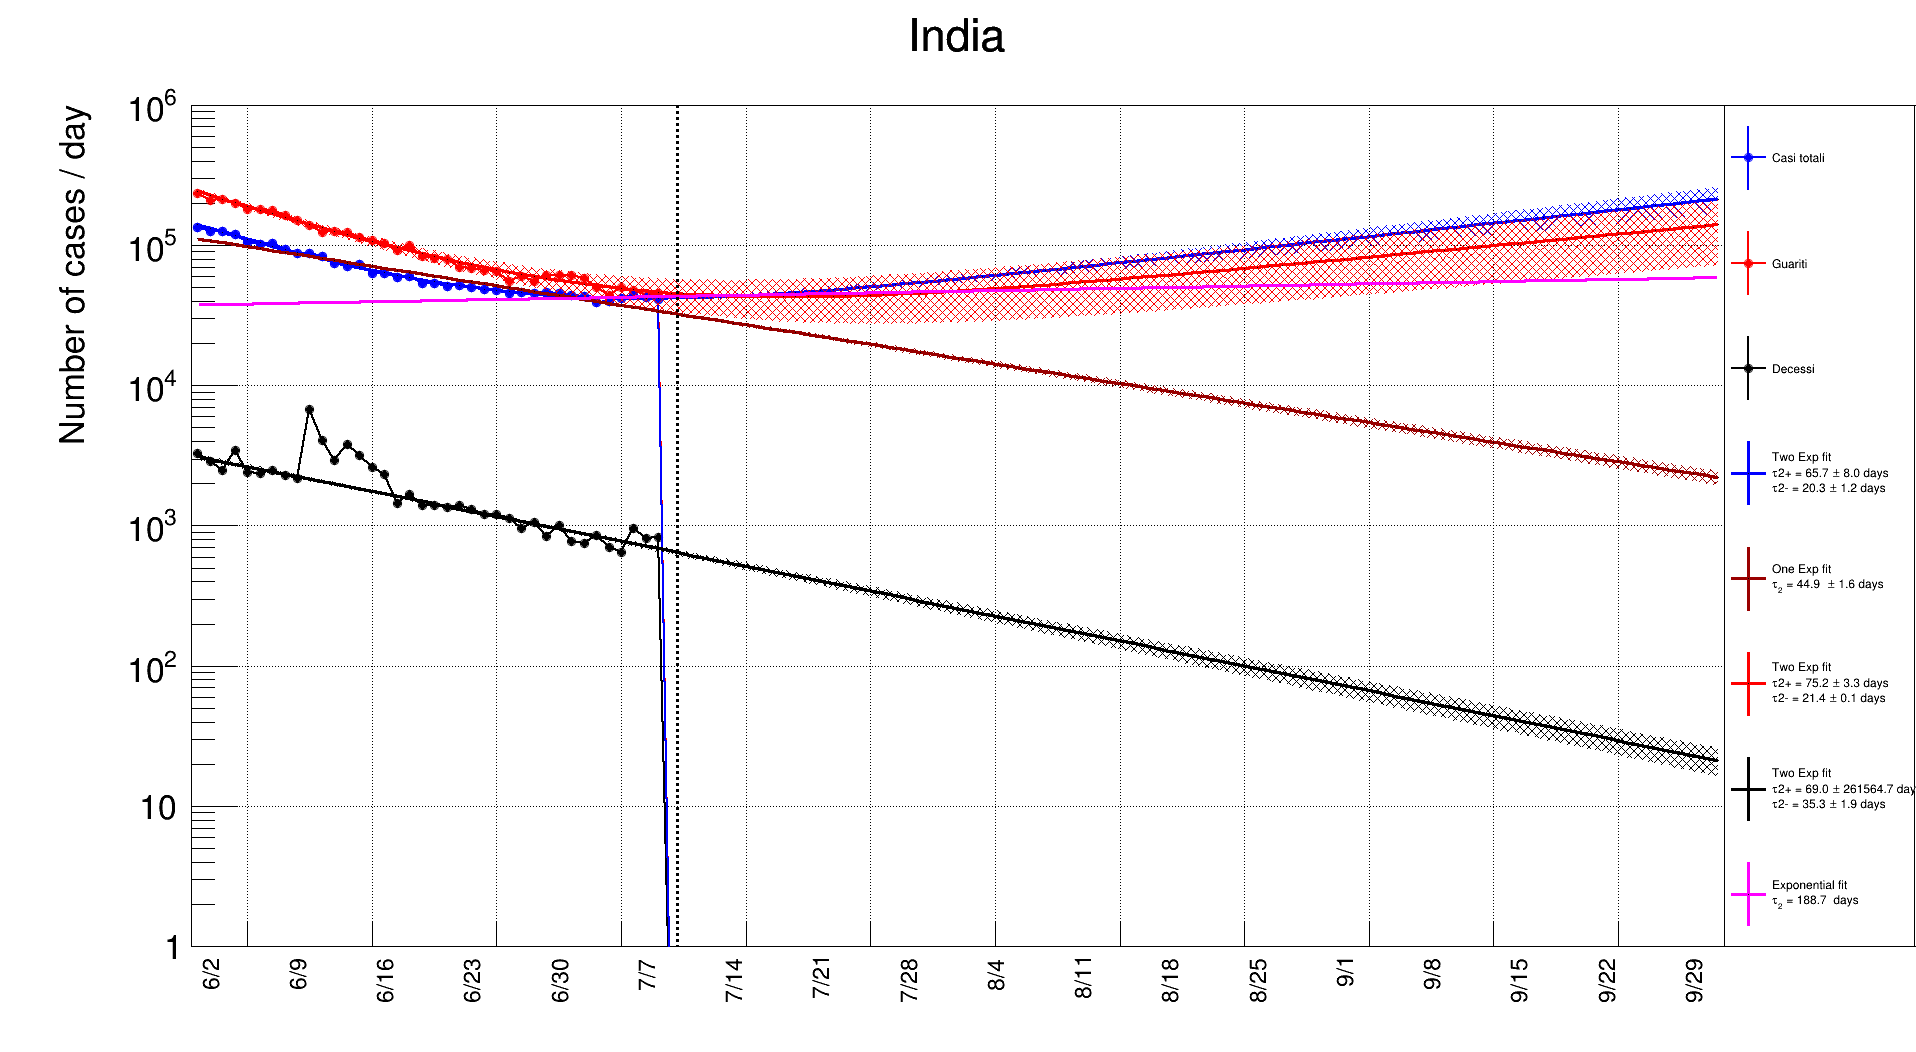 India
Number of cases / day
10^6
10^5
10^4
10^3
10^2
10
1
6/2
6/9
6/16
6/23
6/30
7/7
7/14
7/21
7/28
8/4
8/11
8/18
8/25
9/1
9/8
9/15
9/22
9/29
Casi totali
Guariti
Decessi
Two Exp fit
τ2+ = 65.7 ± 8.0 days
τ2- = 20.3 ± 1.2 days
One Exp fit
τ2 = 44.9 ± 1.6 days
Two Exp fit
τ2+ = 75.2 ± 3.3 days
τ2- = 21.4 ± 0.1 days
Two Exp fit
τ2+ = 69.0 ± 261564.7 day
τ2- = 35.3 ± 1.9 days
Exponential fit
τ2 = 188.7 days